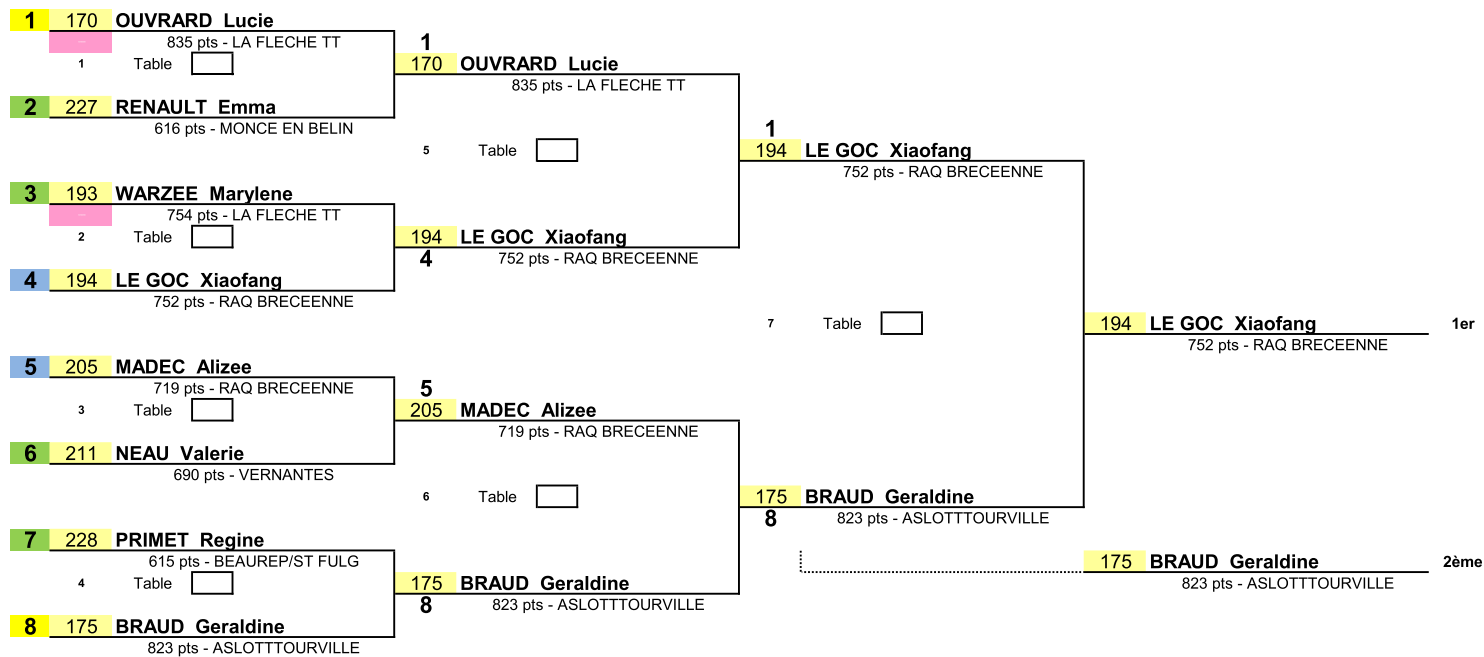 1 170 OUVRARD Lucie
835 pts - LA FLECHE TT
1 Table
2 227 RENAULT Emma
616 pts - MONCE EN BELIN
3 193 WARZEE Marylene
754 pts - LA FLECHE TT
2 Table
4 194 LE GOC Xiaofang
752 pts - RAQ BRECEENNE
5 205 MADEC Alizee
719 pts - RAQ BRECEENNE
3 Table
6 211 NEAU Valerie
690 pts - VERNANTES
7 228 PRIMET Regine
615 pts - BEAUREP/ST FULG
4 Table
8 175 BRAUD Geraldine
823 pts - ASLOTTTOURVILLE
1
170 OUVRARD Lucie
835 pts - LA FLECHE TT
5 Table
194 LE GOC Xiaofang
4 752 pts - RAQ BRECEENNE
5
205 MADEC Alizee
719 pts - RAQ BRECEENNE
6 Table
175 BRAUD Geraldine
8 823 pts - ASLOTTTOURVILLE
1
194 LE GOC Xiaofang
752 pts - RAQ BRECEENNE
7 Table
175 BRAUD Geraldine
8 823 pts - ASLOTTTOURVILLE
194 LE GOC Xiaofang 1er
752 pts - RAQ BRECEENNE
175 BRAUD Geraldine 2ème
823 pts - ASLOTTTOURVILLE